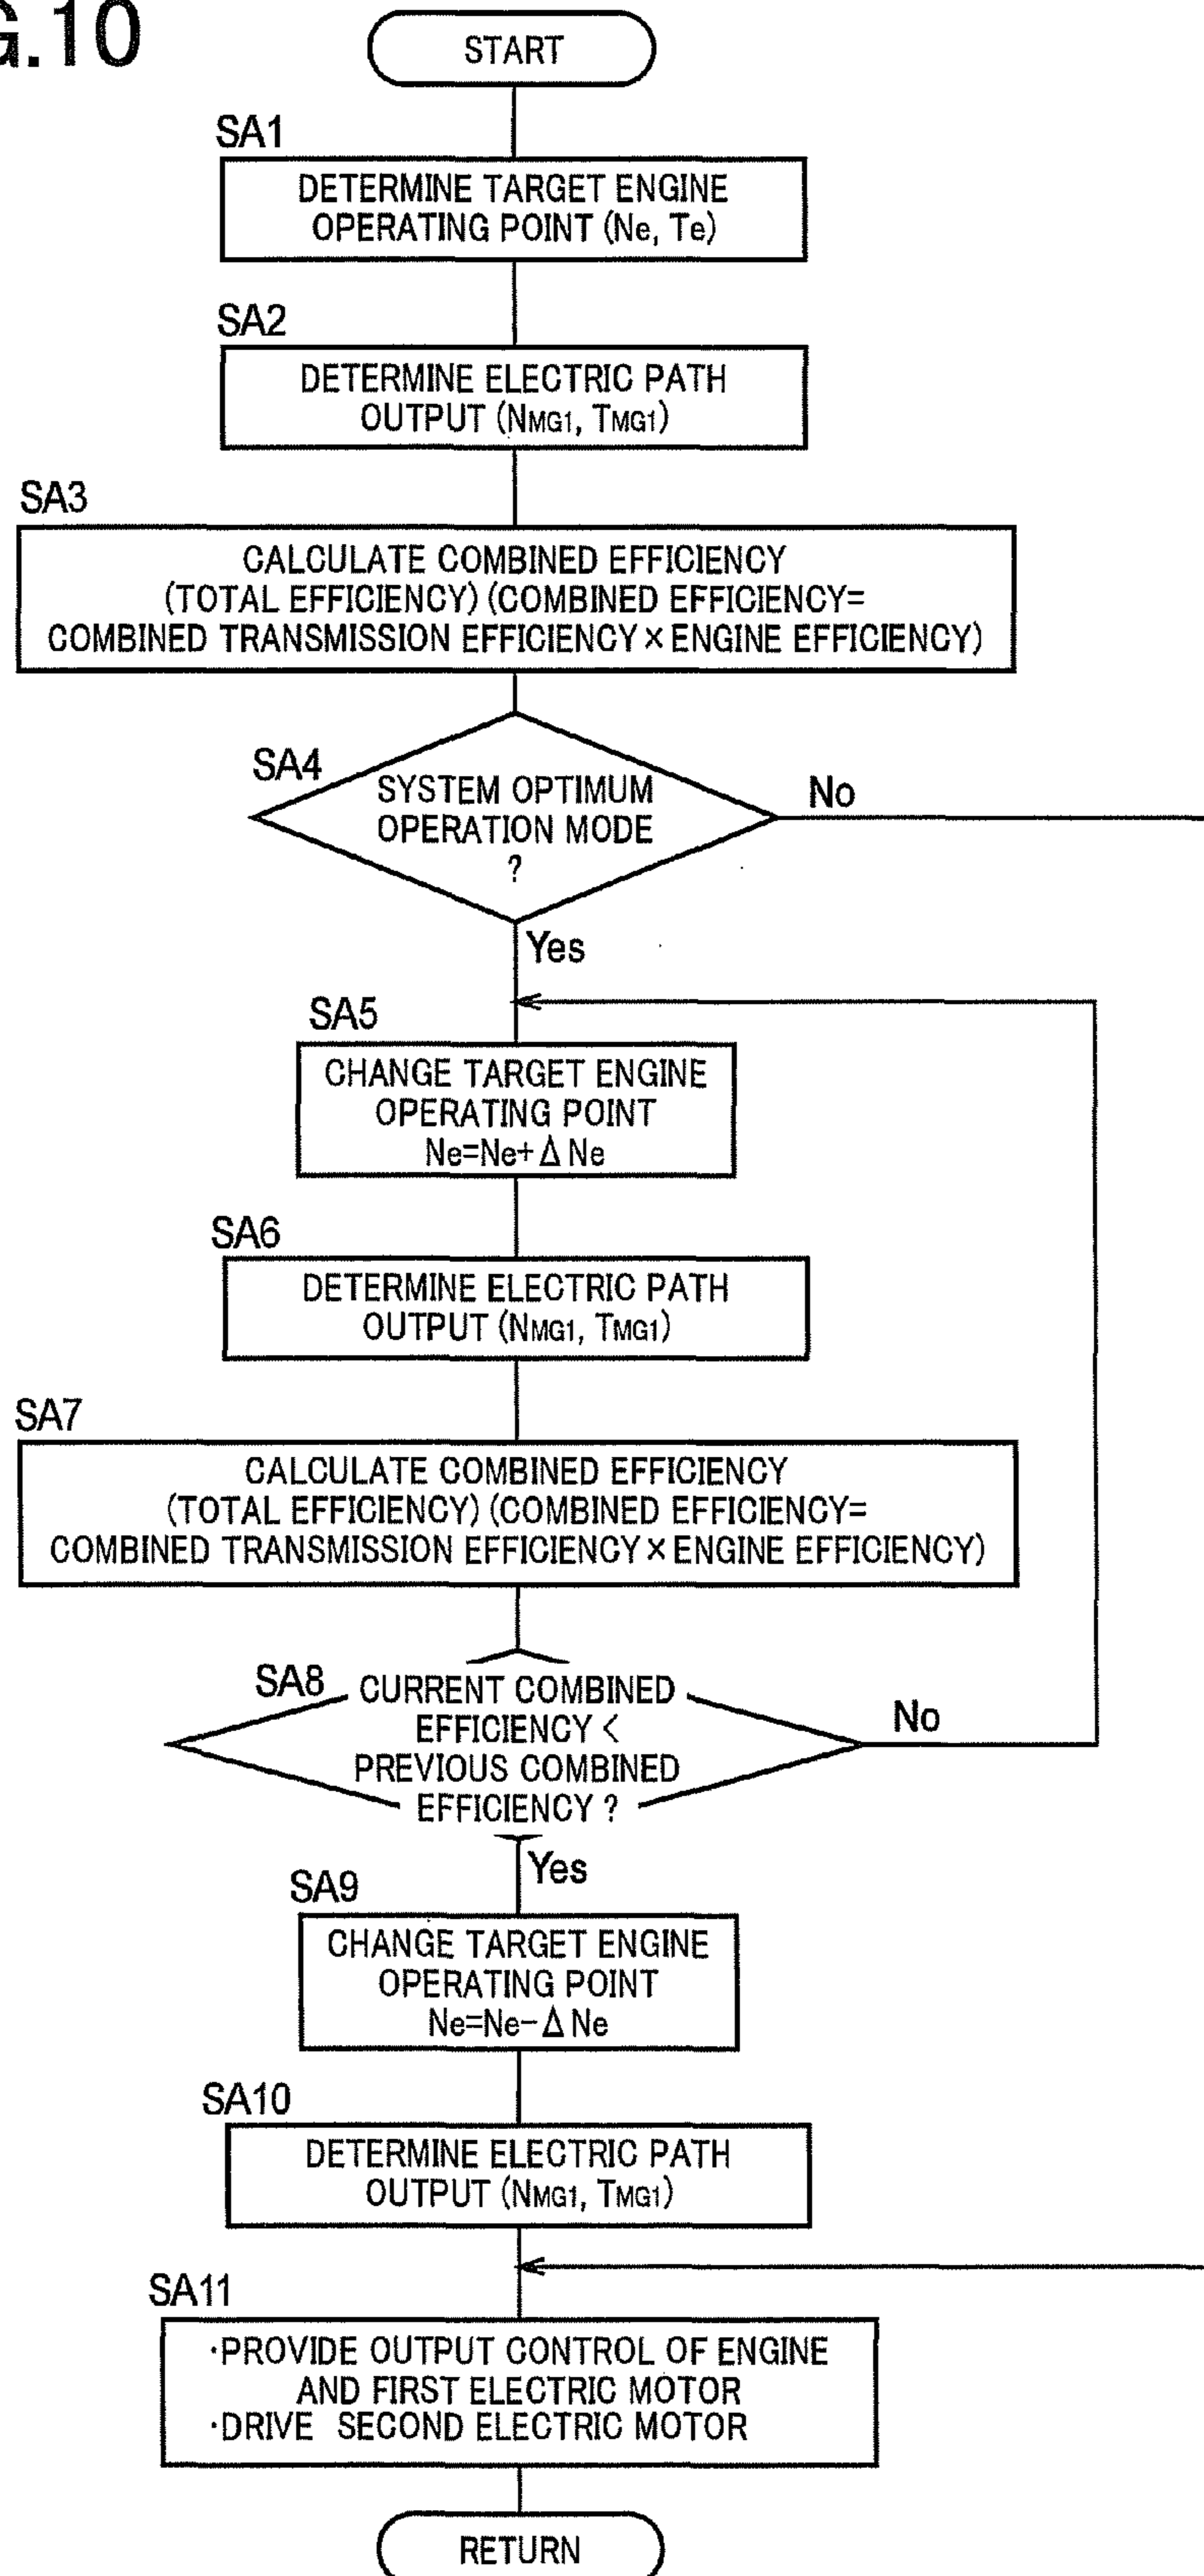 G.10
START
SA1
DETERMINE TARGET ENGINE
OPERATING POINT (Ne, Te)
SA2
DETERMINE ELECTRIC PATH
OUTPUT (NMG1, TMG1)
SA3
CALCULATE COMBINED EFFICIENCY
(TOTAL EFFICIENCY) (COMBINED EFFICIENCY=
COMBINED TRANSMISSION EFFICIENCY×ENGINE EFFICIENCY)
SA4
SYSTEM OPTIMUM
OPERATION MODE
?
No
Yes
SA5
CHANGE TARGET ENGINE
OPERATING POINT
Ne=Ne+Δ Ne
SA6
DETERMINE ELECTRIC PATH
OUTPUT (NMG1, TMG1)
SA7
CALCULATE COMBINED EFFICIENCY
(TOTAL EFFICIENCY) (COMBINED EFFICIENCY=
COMBINED TRANSMISSION EFFICIENCY×ENGINE EFFICIENCY)
SA8
CURRENT COMBINED
EFFICIENCY <
PREVIOUS COMBINED
EFFICIENCY ?
No
Yes
SA9
CHANGE TARGET ENGINE
OPERATING POINT
Ne=Ne-Δ Ne
SA10
DETERMINE ELECTRIC PATH
OUTPUT (NMG1, TMG1)
SA11
·PROVIDE OUTPUT CONTROL OF ENGINE
AND FIRST ELECTRIC MOTOR
·DRIVE SECOND ELECTRIC MOTOR
RETURN